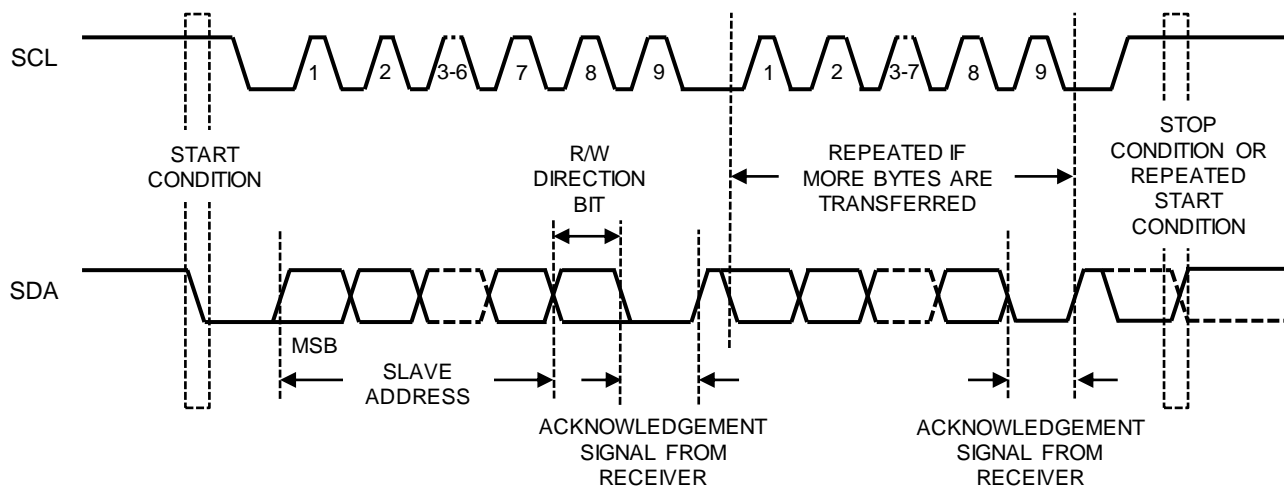 SCL
1 2 3-6 7 8 9 1 2 3-7 8 9
START
CONDITION
R/W
DIRECTION
BIT
REPEATED IF
MORE BYTES ARE
TRANSFERRED
STOP
CONDITION OR
REPEATED
START
CONDITION
SDA
MSB
SLAVE
ADDRESS
ACKNOWLEDGEMENT
SIGNAL FROM
RECEIVER
ACKNOWLEDGEMENT
SIGNAL FROM
RECEIVER